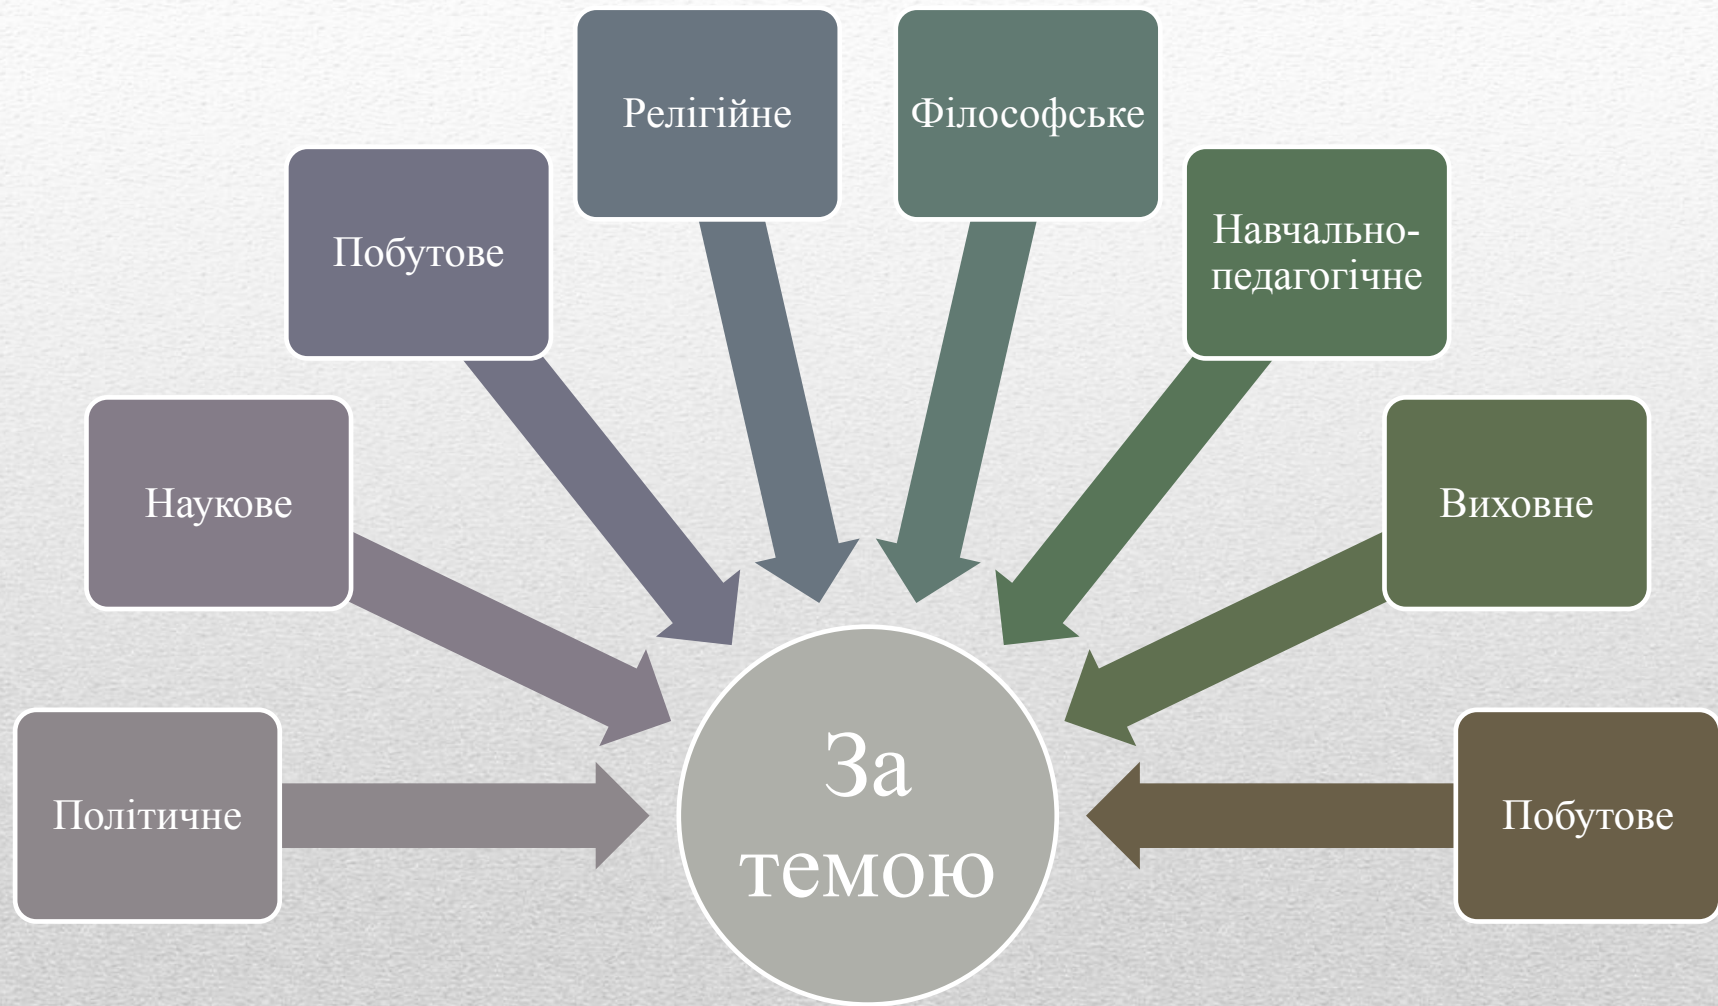 Релігійне
Філософське
Побутове
Навчально-
педагогічне
Наукове
Виховне
Політичне
За
темою
Побутове